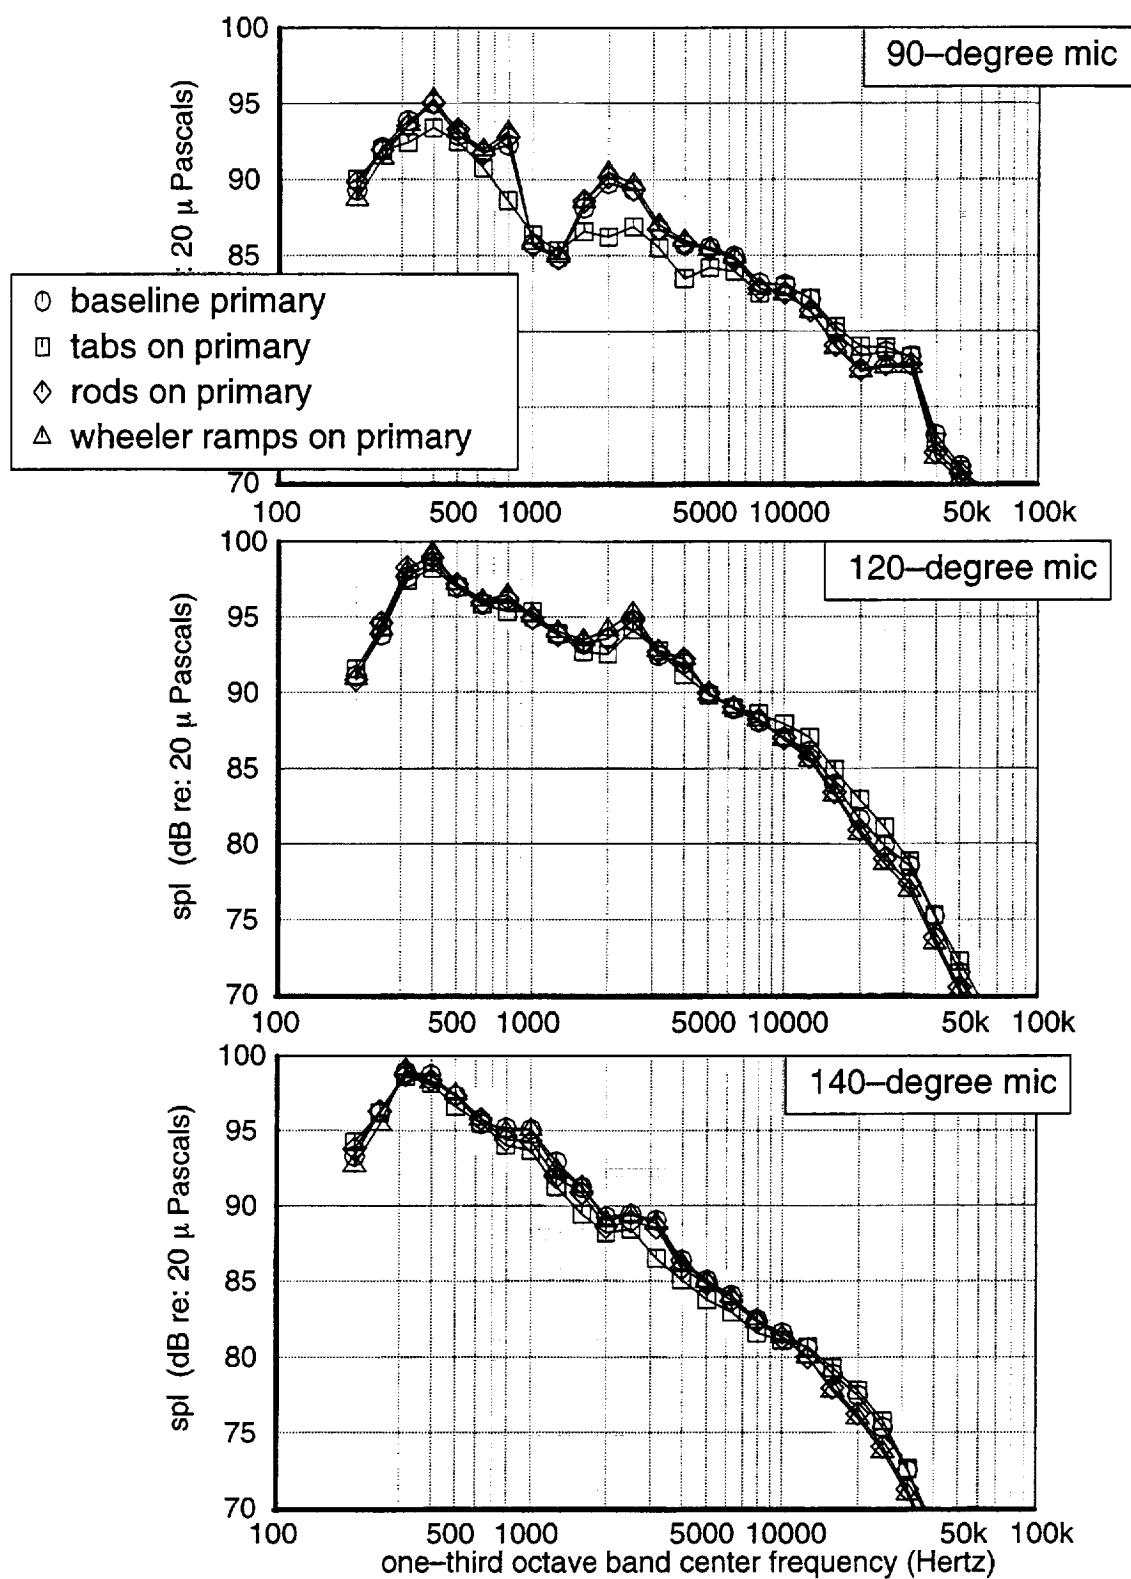 100
90–degree mic
95
90
85
: 20 µ Pascals)
baseline primary
tabs on primary
rods on primary
wheeler ramps on primary
70
100 500 1000 5000 10000 50k 100k
100
120–degree mic
95
90
85
80
75
70
spl (dB re: 20 µ Pascals)
100 500 1000 5000 10000 50k 100k
100
140–degree mic
95
90
85
80
75
70
spl (dB re: 20 µ Pascals)
100 500 1000 5000 10000 50k 100k
one–third octave band center frequency (Hertz)